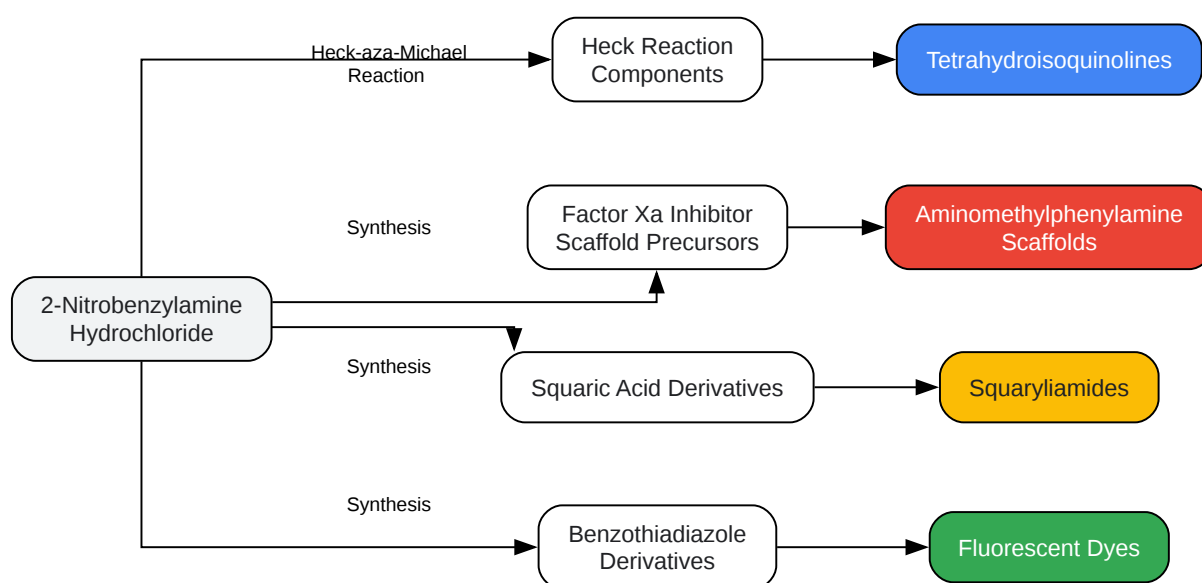 Heck-aza-Michael
Reaction
Heck Reaction
Components
Tetrahydroisoquinolines
Synthesis
Factor Xa Inhibitor
Scaffold Precursors
Aminomethylphenylamine
Scaffolds
2-Nitrobenzylamine
Hydrochloride
Synthesis
Squaric Acid Derivatives
Squaryliamides
Synthesis
Benzothiadiazole
Derivatives
Fluorescent Dyes